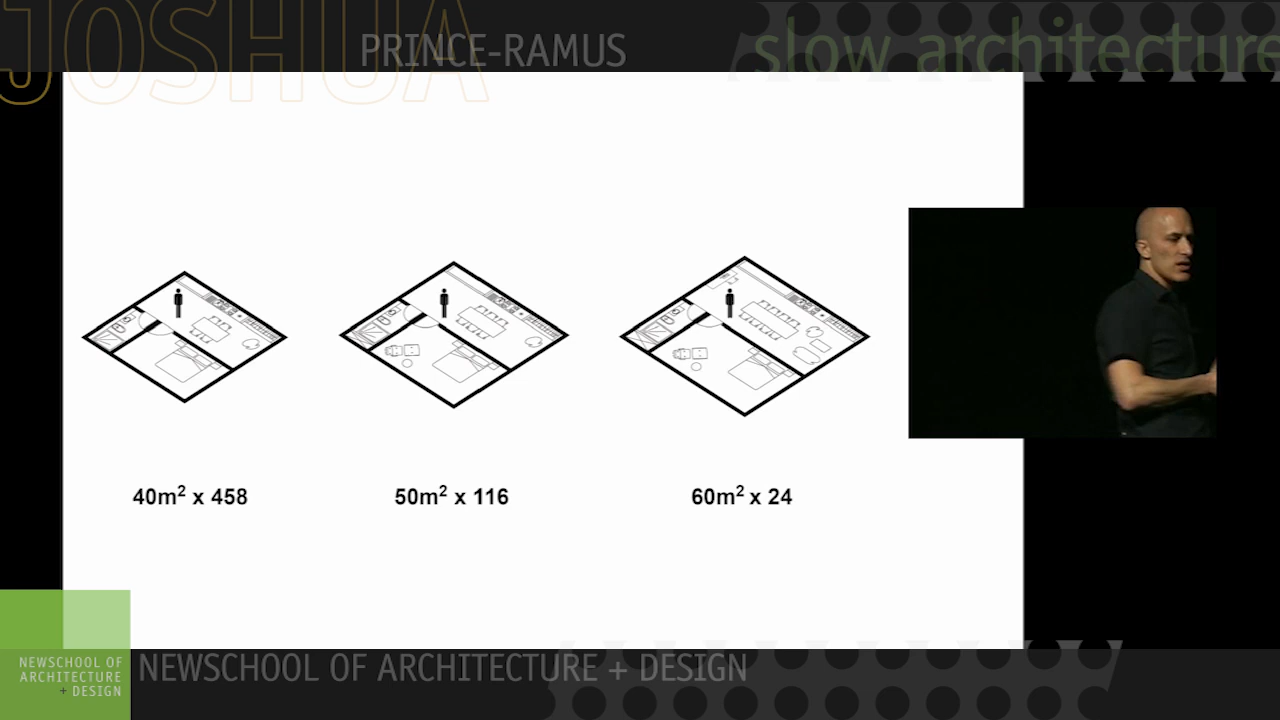 JOSHUA
PRINCE-RAMUS
slow architecture
40m² x 458
50m² x 116
60m² x 24
NEWSCHOOL OF
ARCHITECTURE
+ DESIGN
NEWSCHOOL OF ARCHITECTURE + DESIGN